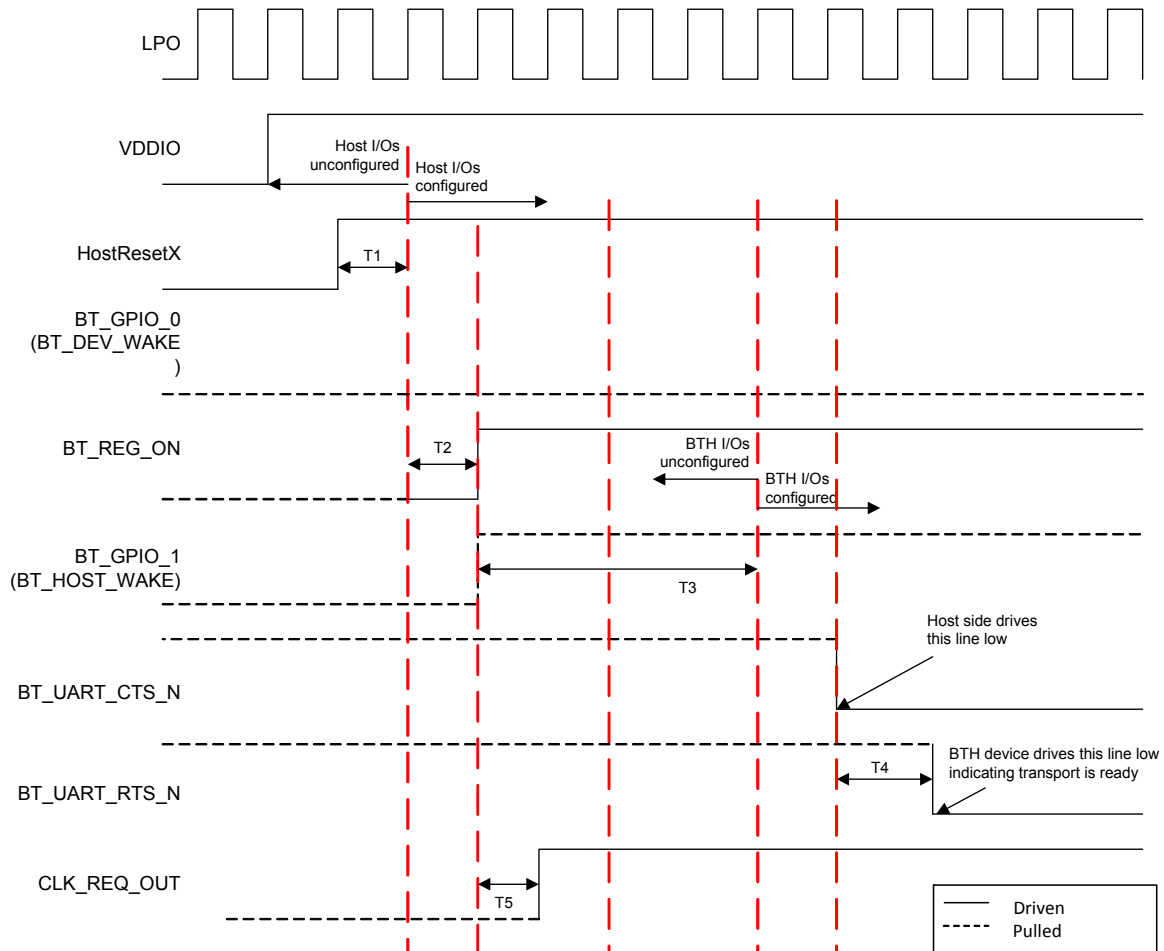 LPO
VDDIO
Host I/Os
unconfigured
Host I/Os
configured
HostResetX
T1
BT_GPIO_0
(BT_DEV_WAKE
)
BT_REG_ON
T2
BTH I/Os
unconfigured
BTH I/Os
configured
BT_GPIO_1
(BT_HOST_WAKE)
T3
Host side drives
this line low
BT_UART_CTS_N
BTH device drives this line low
indicating transport is ready
T4
BT_UART_RTS_N
CLK_REQ_OUT
T5
Driven
Pulled